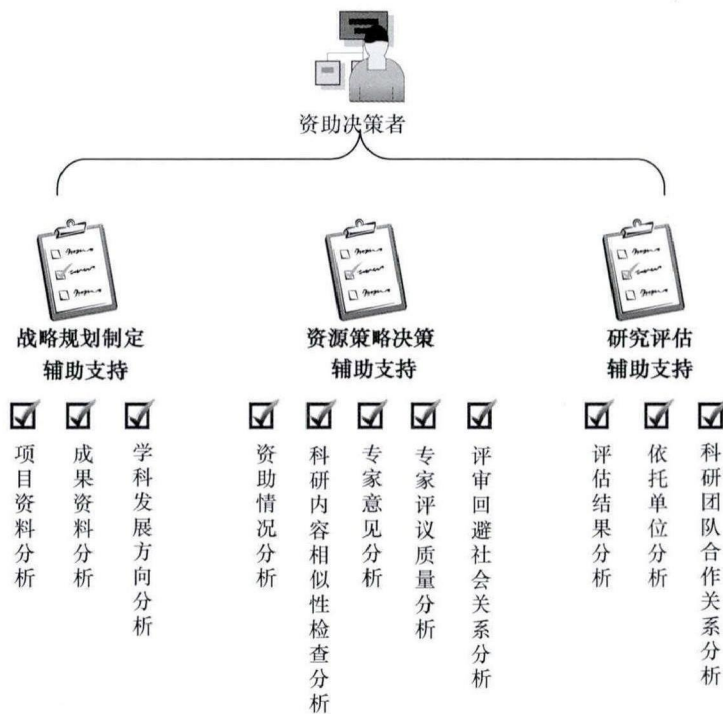 资助决策者
战略规划制定
辅助支持
资源策略决策
辅助支持
研究评估
辅助支持
项目资料分析
成果资料分析
学科发展方向分析
资助情况分析
科研内容相似性检查分析
专家意见分析
专家评议质量分析
评审回避社会关系分析
评估结果分析
依托单位分析
科研团队合作关系分析